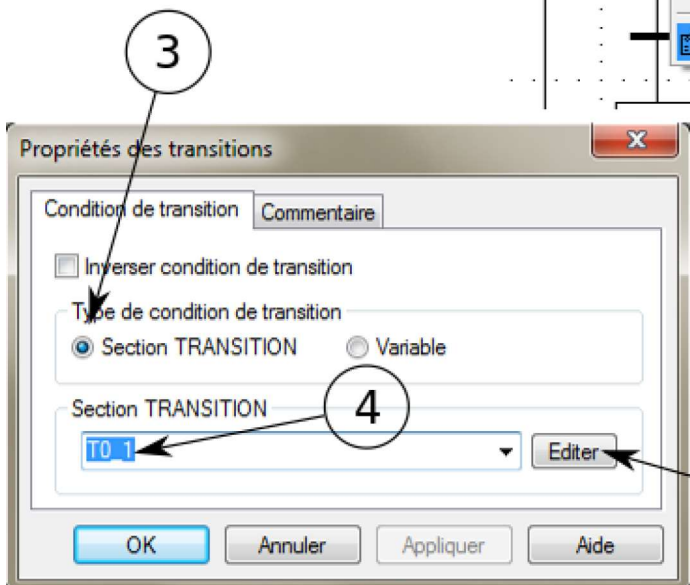 3
Propriétés des transitions
Condition de transition Commentaire
Inverser condition de transition
Type de condition de transition
Section TRANSITION Variable
Section TRANSITION
4
T0_1 Editer
OK Annuler Appliquer Aide